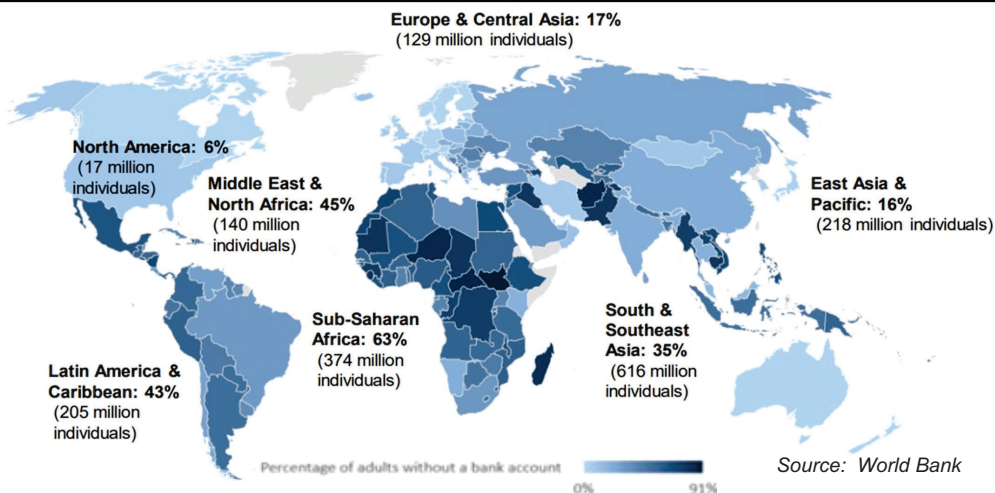 Europe & Central Asia: 17%
(129 million individuals)
North America: 6%
(17 million
individuals)
Middle East &
North Africa: 45%
(140 million
individuals)
East Asia &
Pacific: 16%
(218 million individuals)
Sub-Saharan
Africa: 63%
(374 million
individuals)
South &
Southeast
Asia: 35%
(616 million
individuals)
Latin America &
Caribbean: 43%
(205 million
individuals)
Percentage of adults without a bank account
0%
91%
Source: World Bank